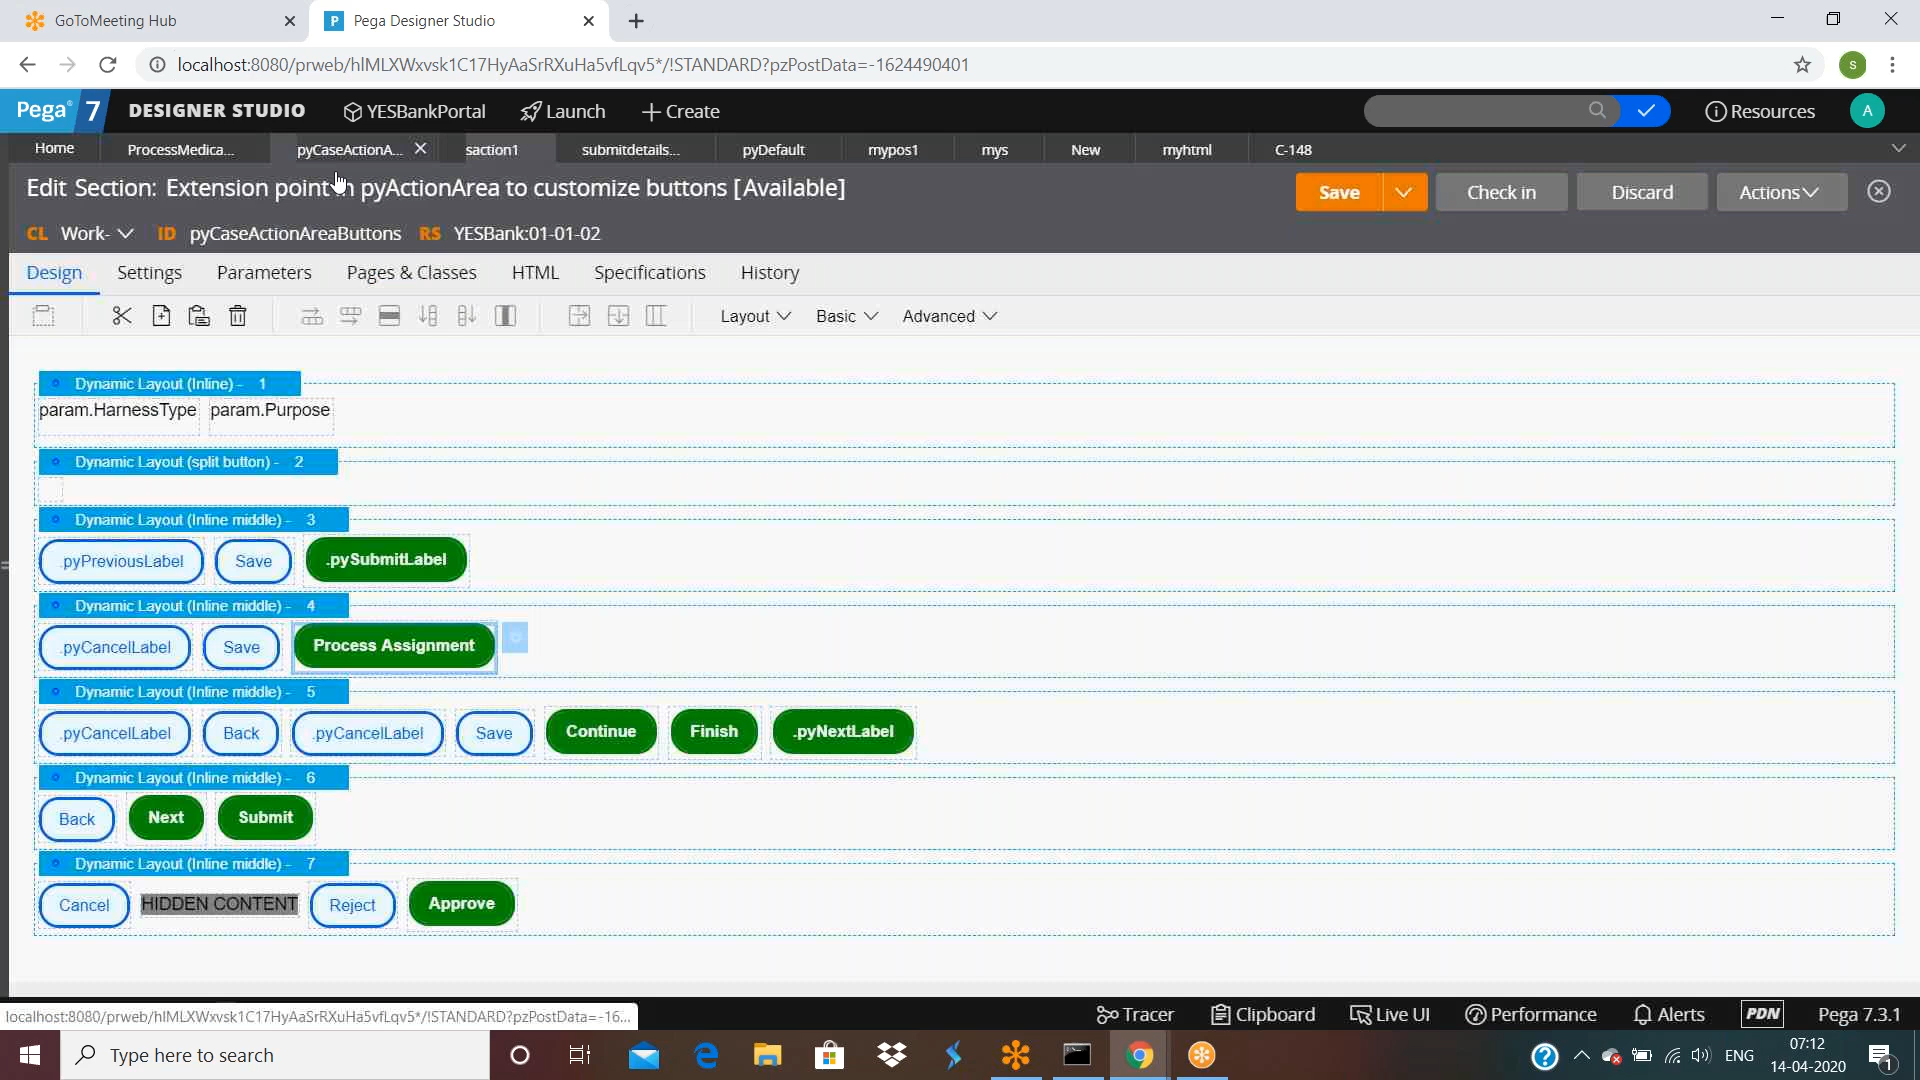 GoToMeeting Hub
P Pega Designer Studio
localhost:8080/prweb/hIMLXWxvsk1C17HyAaSrRXuHa5vfLqv5*/!STANDARD?pzPostData=-1624490401
s
Pega 7 DESIGNER STUDIO YESBankPortal Launch Create Resources A
Home ProcessMedica... pyCaseActionA... saction1 submitdetails... pyDefault mypos1 mys New myhtml C-148
Edit Section: Extension point in pyActionArea to customize buttons [Available]
Save Check in Discard Actions
CL Work- ID pyCaseActionAreaButtons RS YESBank:01-01-02
Design Settings Parameters Pages & Classes HTML Specifications History
Layout Basic Advanced
Dynamic Layout (Inline) - 1
param.HarnessType param.Purpose
Dynamic Layout (split button) - 2
Dynamic Layout (Inline middle) - 3
.pyPreviousLabel Save .pySubmitLabel
Dynamic Layout (Inline middle) - 4
.pyCancelLabel Save Process Assignment
Dynamic Layout (Inline middle) - 5
.pyCancelLabel Back .pyCancelLabel Save Continue Finish .pyNextLabel
Dynamic Layout (Inline middle) - 6
Back Next Submit
Dynamic Layout (Inline middle) - 7
Cancel HIDDEN CONTENT Reject Approve
localhost:8080/prweb/hIMLXWxvsk1C17HyAaSrRXuHa5vfLqv5*/!STANDARD?pzPostData=-16...
Tracer Clipboard Live UI Performance Alerts PDN Pega 7.3.1
Type here to search
ENG
07:12
14-04-2020
1